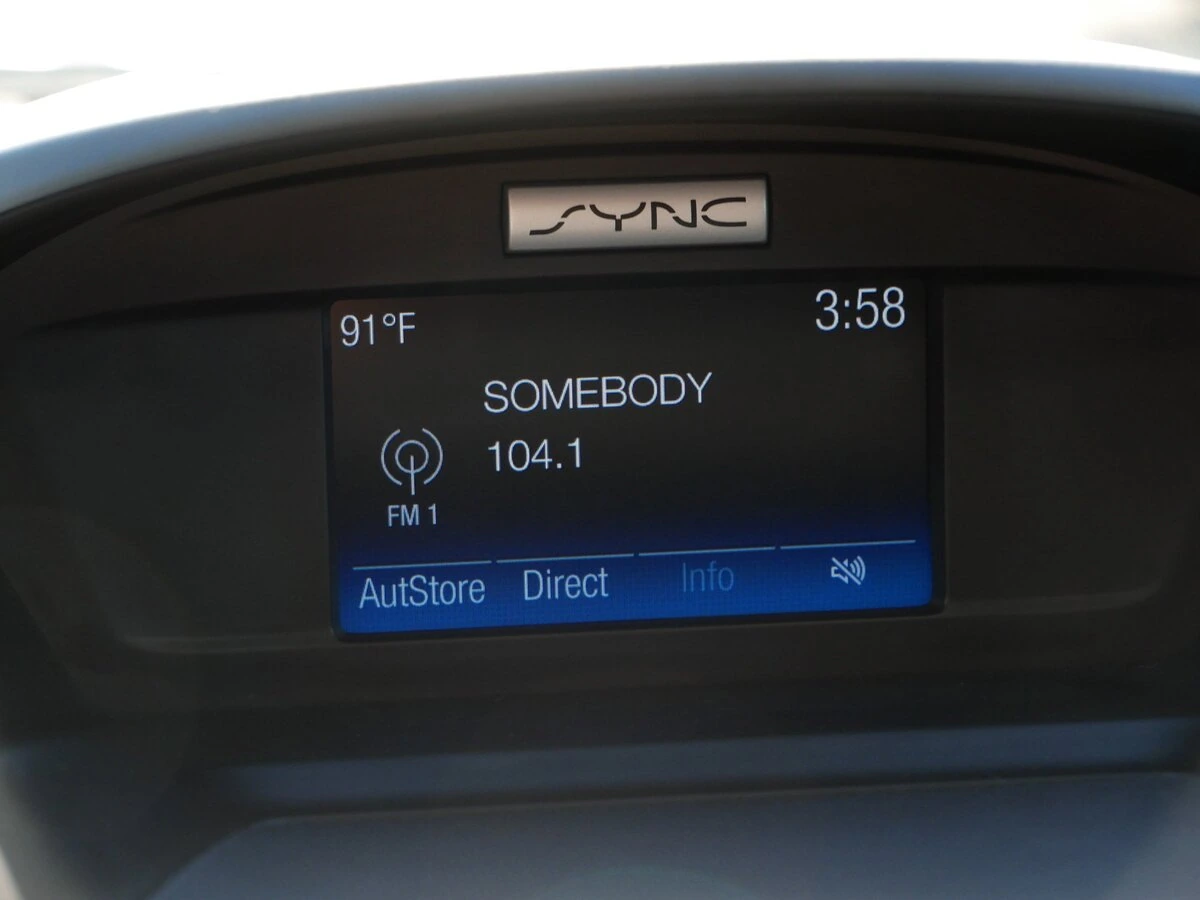 SYNC
91°F 3:58
SOMEBODY
104.1
FM 1
AutStore Direct Info